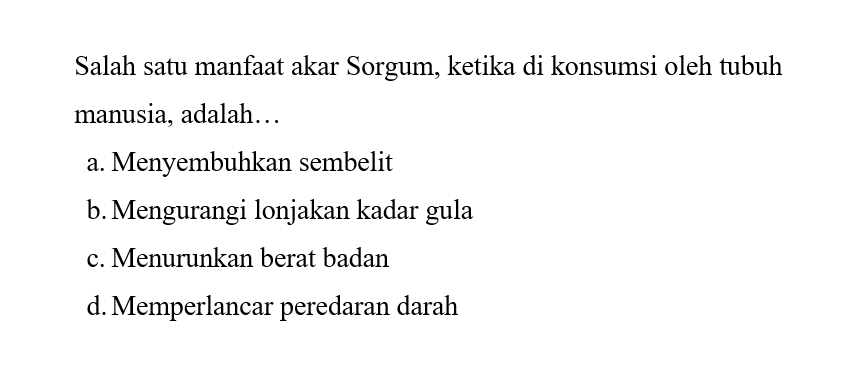 Salah satu manfaat akar Sorgum, ketika di konsumsi oleh tubuh
manusia, adalah…
a. Menyembuhkan sembelit
b. Mengurangi lonjakan kadar gula
c. Menurunkan berat badan
d. Memperlancar peredaran darah